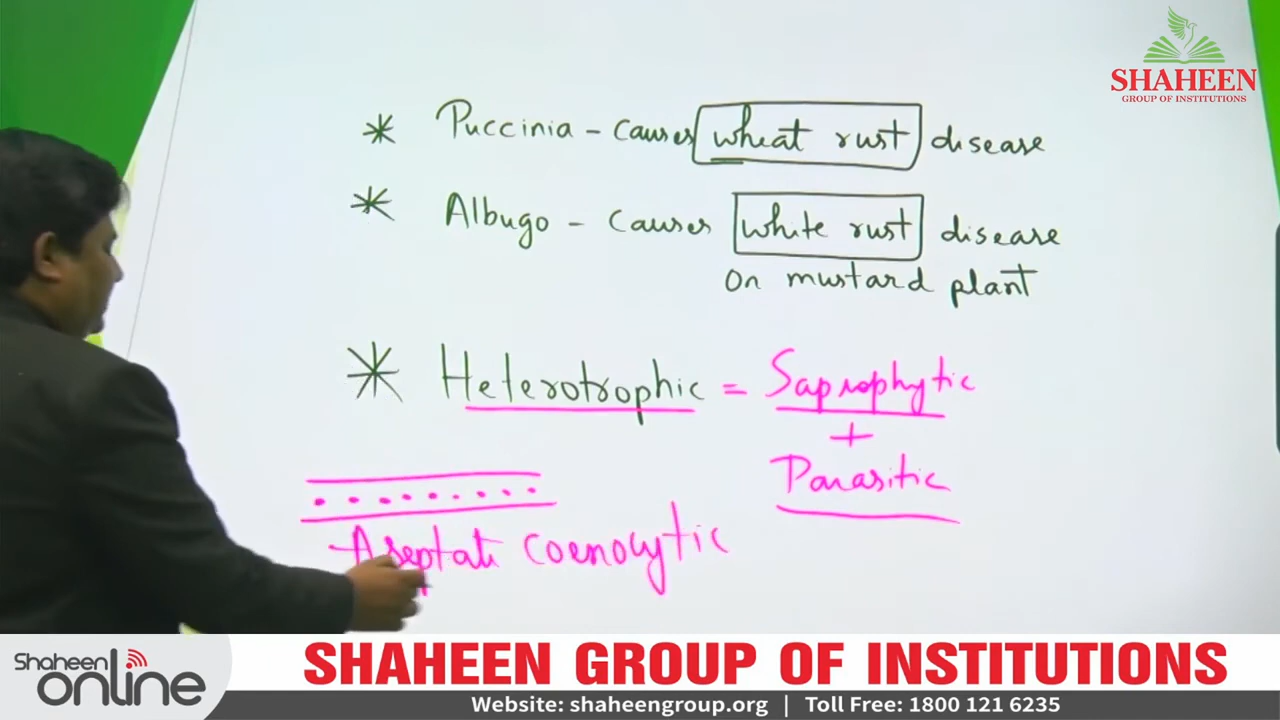 SHAHEEN
GROUP OF INSTITUTIONS
* Puccinia - causes wheat rust disease
* Albugo - causes white rust disease
on mustard plant
* Heterotrophic = Saprophytic
+
Parasitic
Aseptate coenocytic
Shaheen
online
SHAHEEN GROUP OF INSTITUTIONS
Website: shaheengroup.org | Toll Free: 1800 121 6235